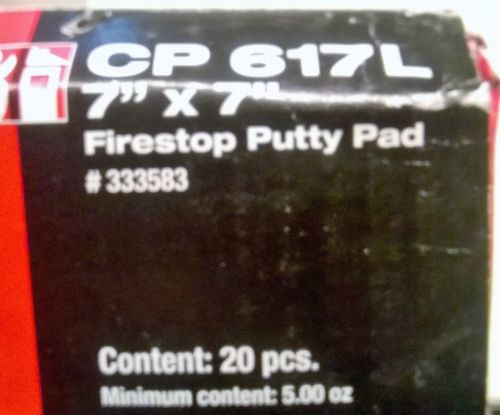 CP 617L
7" x 7"
Firestop Putty Pad
# 333583
Content: 20 pcs.
Minimum content: 5.00 oz